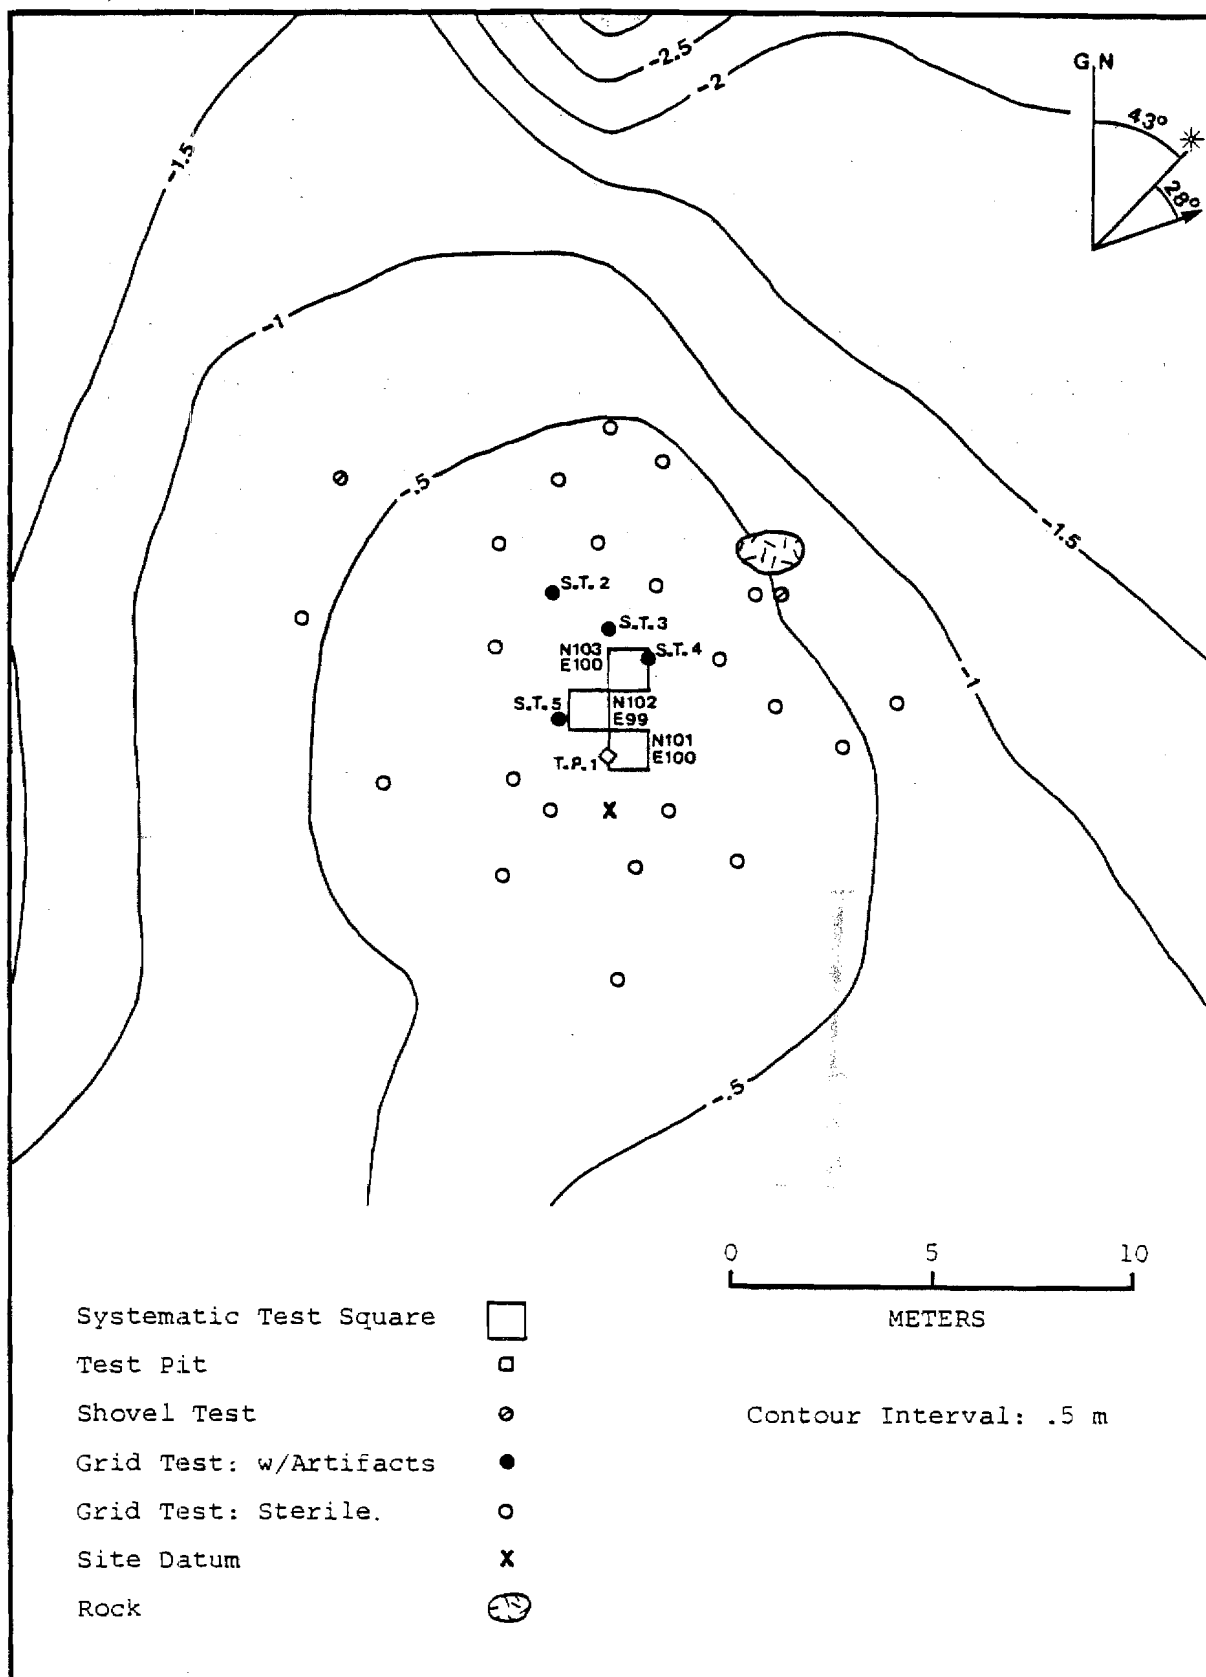 -2.5
-2
G N
43°
28°
-1.5
-1
-.5
-1.5
S.T. 2
S.T. 3
N103
E100
S.T. 4
S.T. 5
N102
E99
-1
N101
E100
T.P. 1
X
-.5
0 5 10
METERS
Systematic Test Square
Test Pit
Shovel Test
Contour Interval: .5 m
Grid Test: w/Artifacts
Grid Test: Sterile.
Site Datum X
Rock